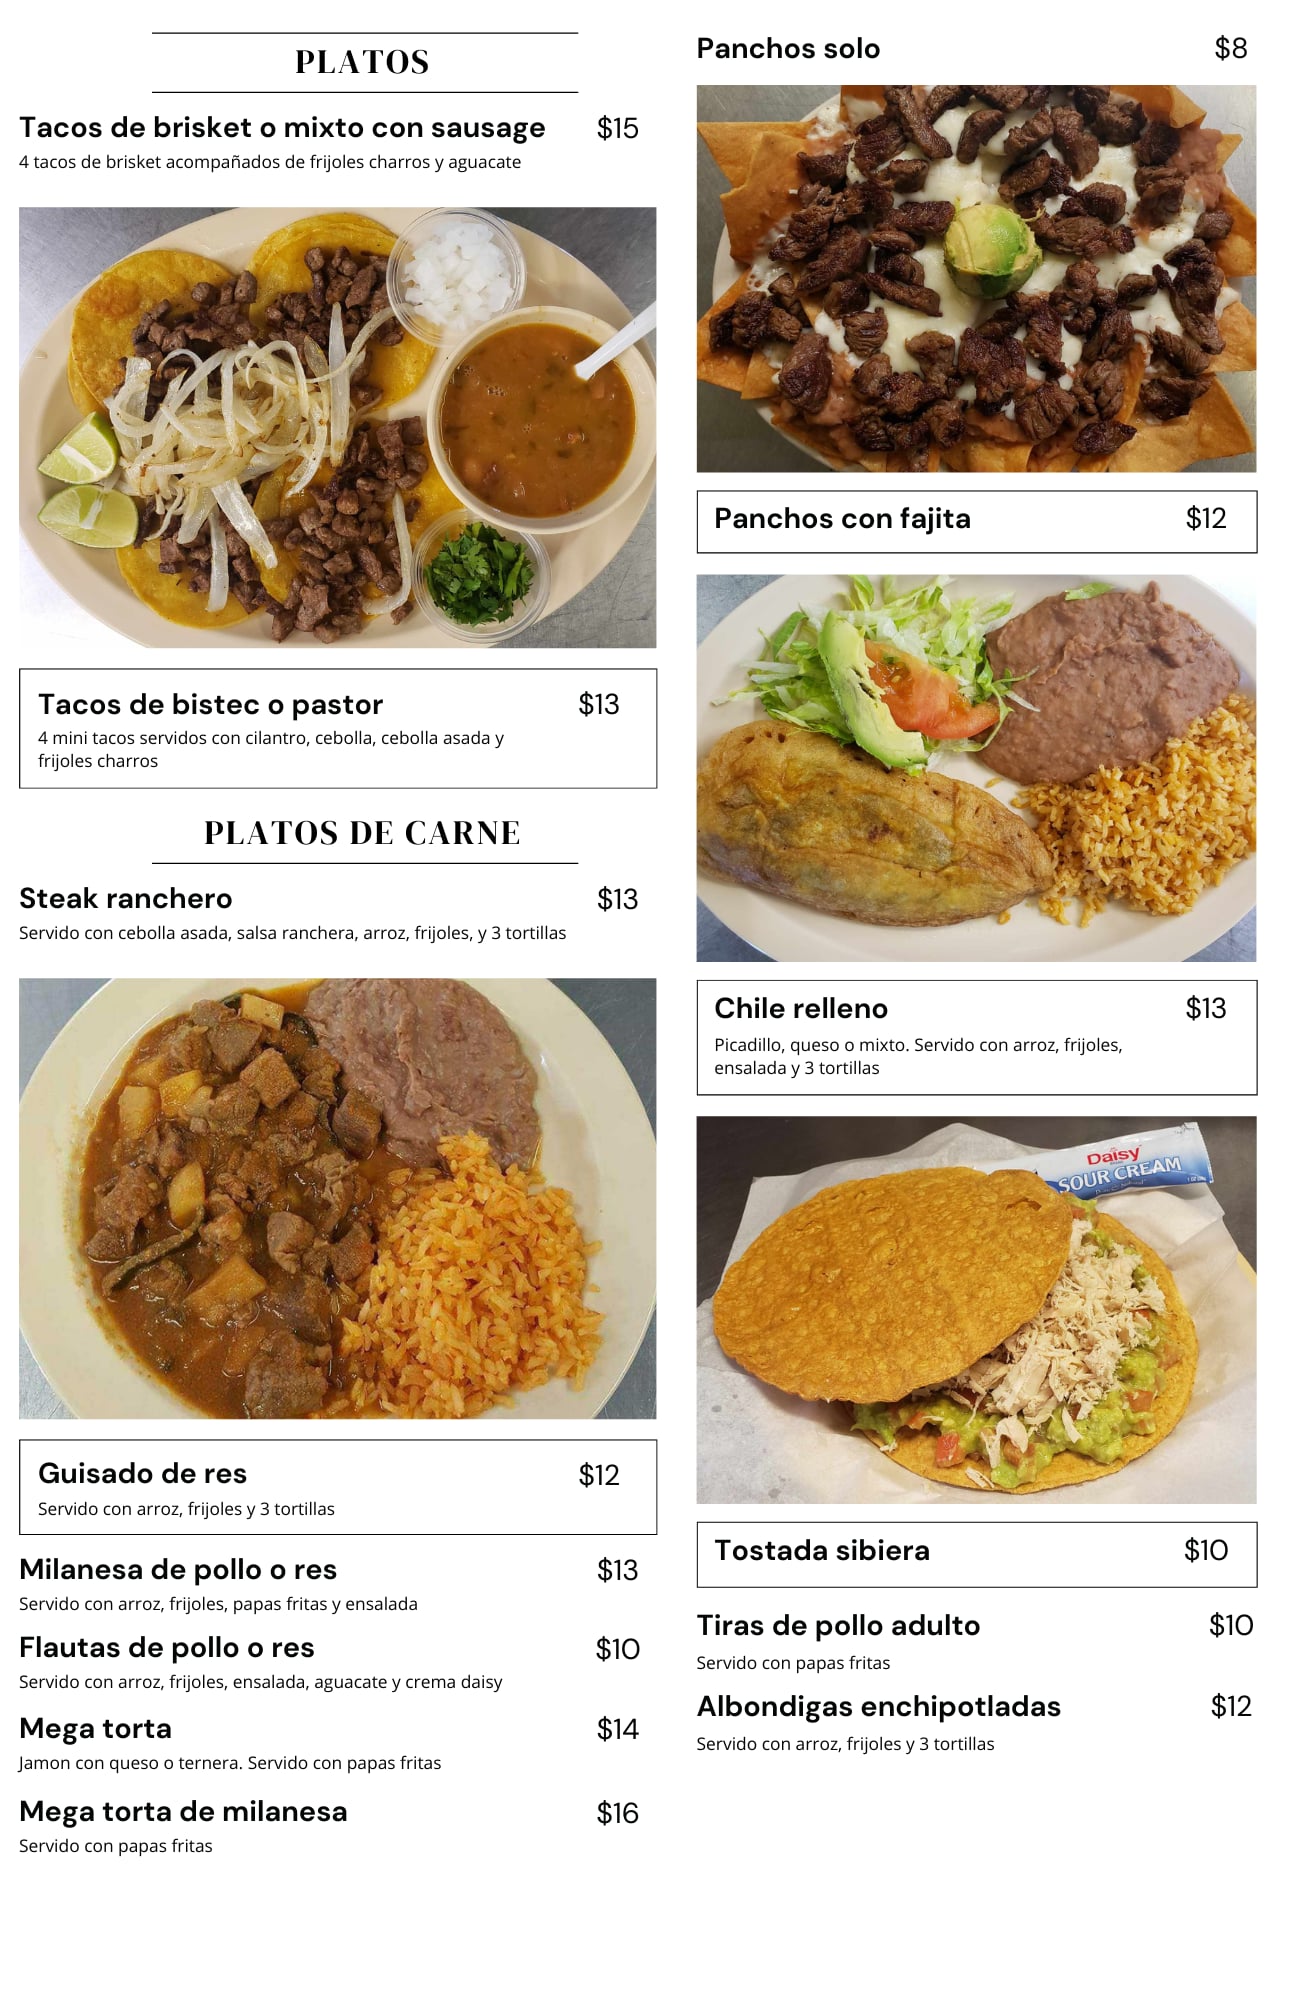 PLATOS
Tacos de brisket o mixto con sausage $15
4 tacos de brisket acompañados de frijoles charros y aguacate
Tacos de bistec o pastor $13
4 mini tacos servidos con cilantro, cebolla, cebolla asada y
frijoles charros
PLATOS DE CARNE
Steak ranchero $13
Servido con cebolla asada, salsa ranchera, arroz, frijoles, y 3 tortillas
Guisado de res $12
Servido con arroz, frijoles y 3 tortillas
Milanesa de pollo o res $13
Servido con arroz, frijoles, papas fritas y ensalada
Flautas de pollo o res $10
Servido con arroz, frijoles, ensalada, aguacate y crema daisy
Mega torta $14
Jamon con queso o ternera. Servido con papas fritas
Mega torta de milanesa $16
Servido con papas fritas
Panchos solo $8
Panchos con fajita $12
Chile relleno $13
Picadillo, queso o mixto. Servido con arroz, frijoles,
ensalada y 3 tortillas
Daisy
SOUR CREAM
Tostada sibiera $10
Tiras de pollo adulto $10
Servido con papas fritas
Albondigas enchipotladas $12
Servido con arroz, frijoles y 3 tortillas